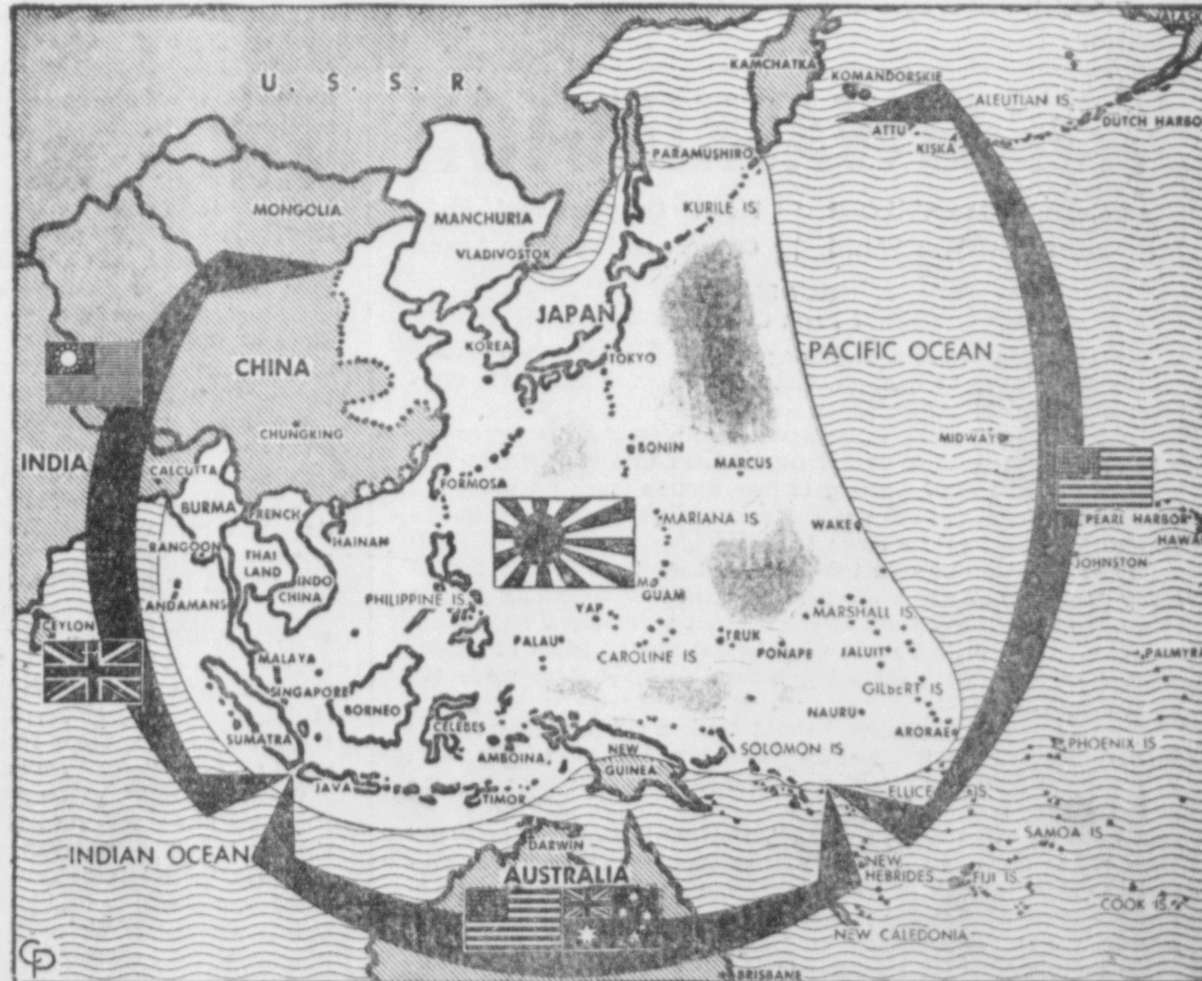 U. S. S. R.
KAMCHATKA
KOMANDORSKIE
ALEUTIAN IS.
DUTCH HARBO
ATTU
KISKA
PARAMUSHIRO
MONGOLIA
MANCHURIA
KURILE IS.
VLADIVOSTOK
JAPAN
KOREA
TOKYO
PACIFIC OCEAN
CHINA
CHUNGKING
MIDWAY
INDIA
CALCUTTA
BONIN
MARCUS
FORMOSA
BURMA
FRENCH
INDO
CHINA
PEARL HARBOR
HAWAI
MARIANA IS.
WAKE
RANGOON
HAINAN
THAI
LAND
JOHNSTON
GUAM
ANDAMANS
PHILIPPINE IS.
YAP
MARSHALL IS.
CEYLON
PALAU
TRUK
PONAPE
JALUIT
CAROLINE IS
PALMYRA
MALAYA
SINGAPORE
BORNEO
GILBERT IS.
NAURU
ARORAE
SUMATRA
CELEBES
AMBOINA
NEW
GUINEA
SOLOMON IS
PHOENIX IS.
JAVA
TIMOR
ELLICE IS.
SAMOA IS.
INDIAN OCEAN
DARWIN
AUSTRALIA
NEW
HEBRIDES
FIJI IS.
COOK IS.
NEW CALEDONIA
CP
BRISBANE